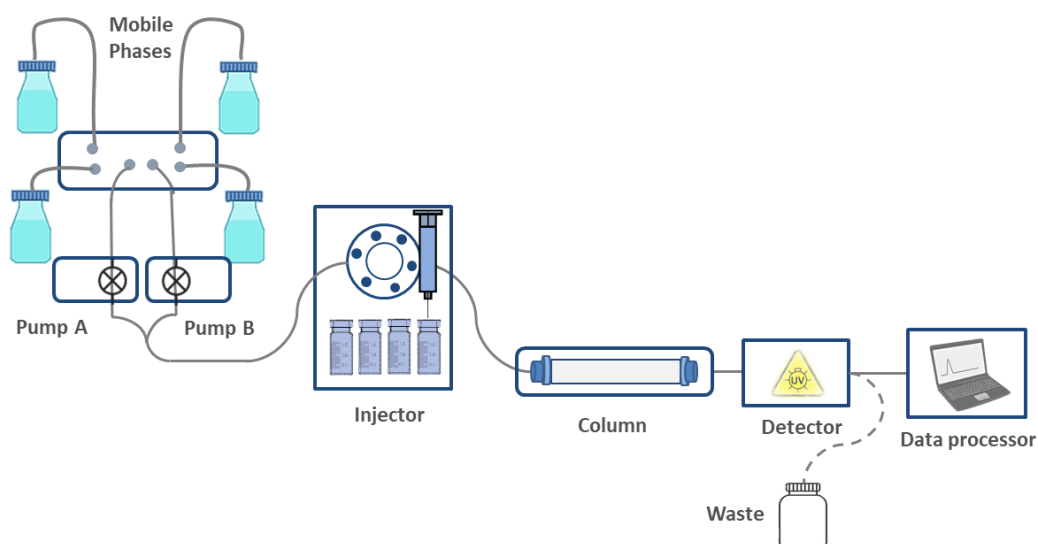 Mobile
Phases
Pump A
Pump B
Injector
Column
Detector
UV
Data processor
Waste